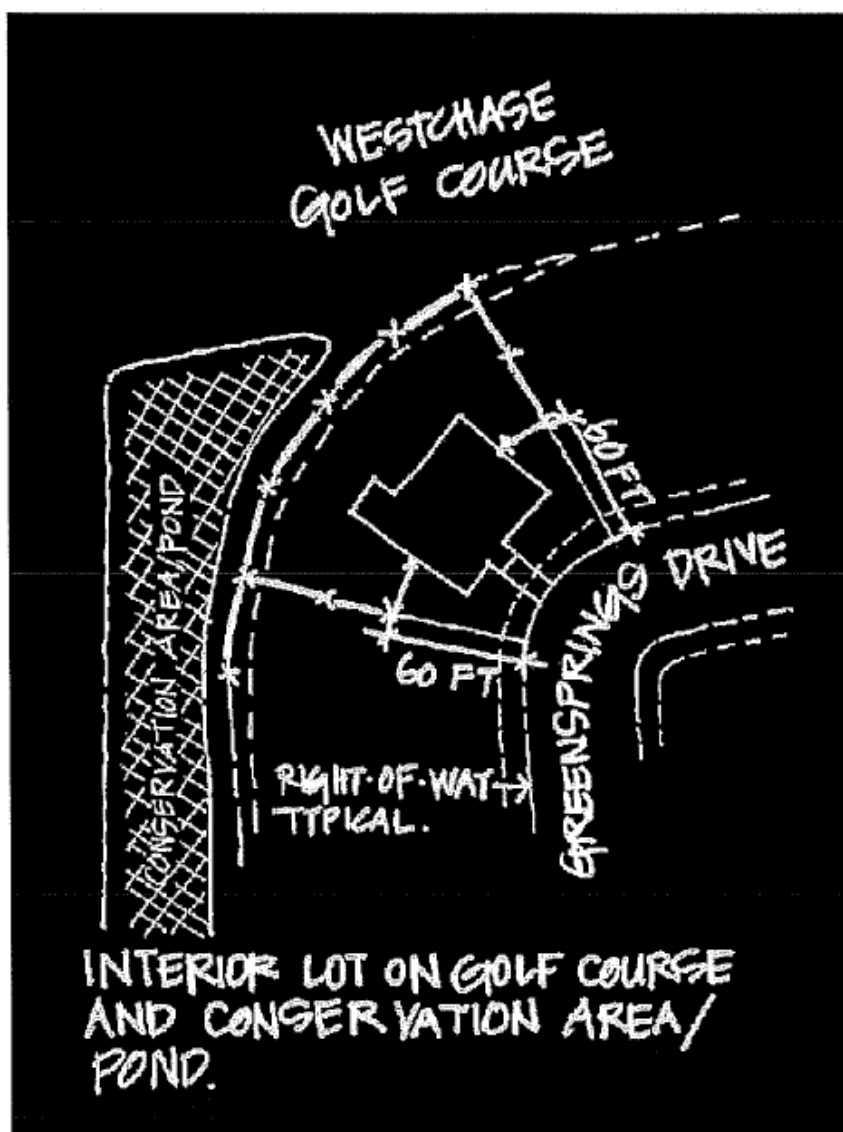 WESTCHASE
GOLF COURSE
60 FT.
CONSERVATION AREA/POND
GREENSPRINGS DRIVE
60 FT
RIGHT-OF-WAY
TYPICAL.
INTERIOR LOT ON GOLF COURSE
AND CONSERVATION AREA/
POND.